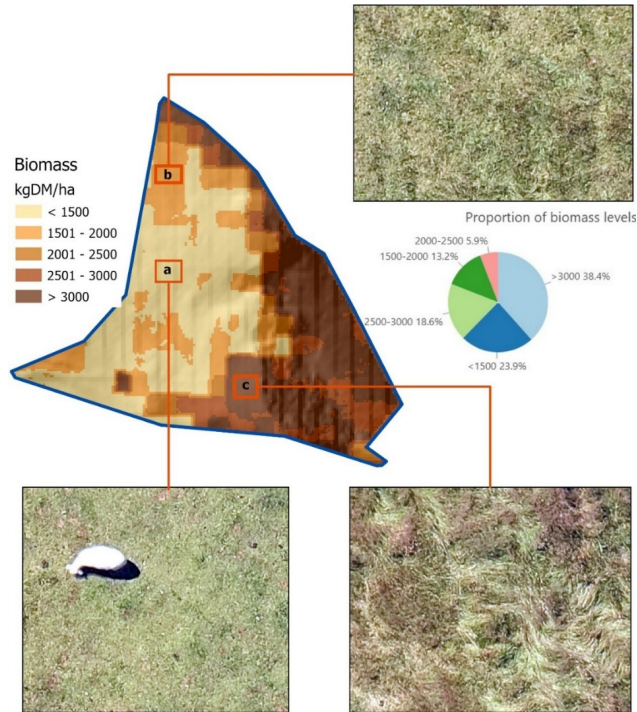 Biomass
kgDM/ha
< 1500
1501 - 2000
2001 - 2500
2501 - 3000
> 3000
b
a
c
Proportion of biomass levels
2000-2500 5.9%
1500-2000 13.2%
>3000 38.4%
2500-3000 18.6%
<1500 23.9%